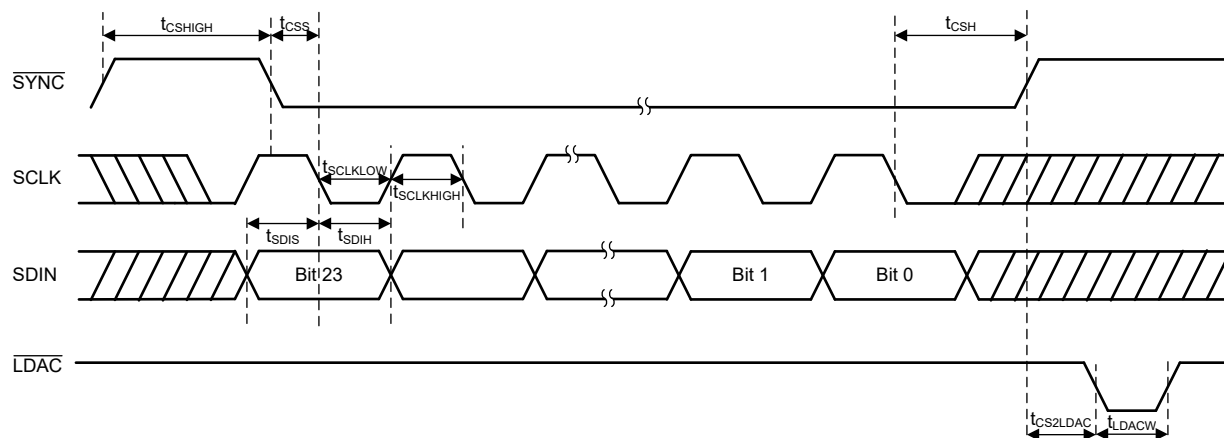 tCSHIGH
tCSS
tCSH
SYNC
SCLK
tSCLKLOW
tSCLKHIGH
tSDIS
tSDIH
SDIN
Bit 23
Bit 1
Bit 0
LDAC
tCS2LDAC
tLDACW